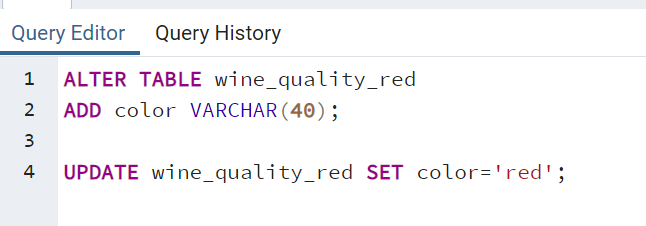 Query Editor Query History
1 ALTER TABLE wine_quality_red
2 ADD color VARCHAR(40);
3
4 UPDATE wine_quality_red SET color='red';